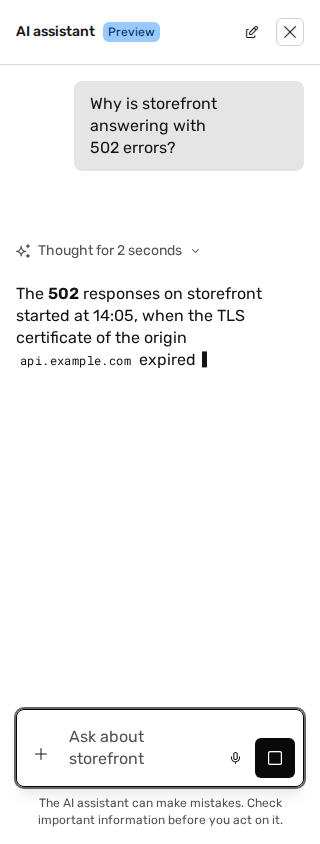 AI assistant Preview
Why is storefront
answering with
502 errors?
Thought for 2 seconds
The 502 responses on storefront
started at 14:05, when the TLS
certificate of the origin
api.example.com expired
Ask about
storefront
The AI assistant can make mistakes. Check
important information before you act on it.